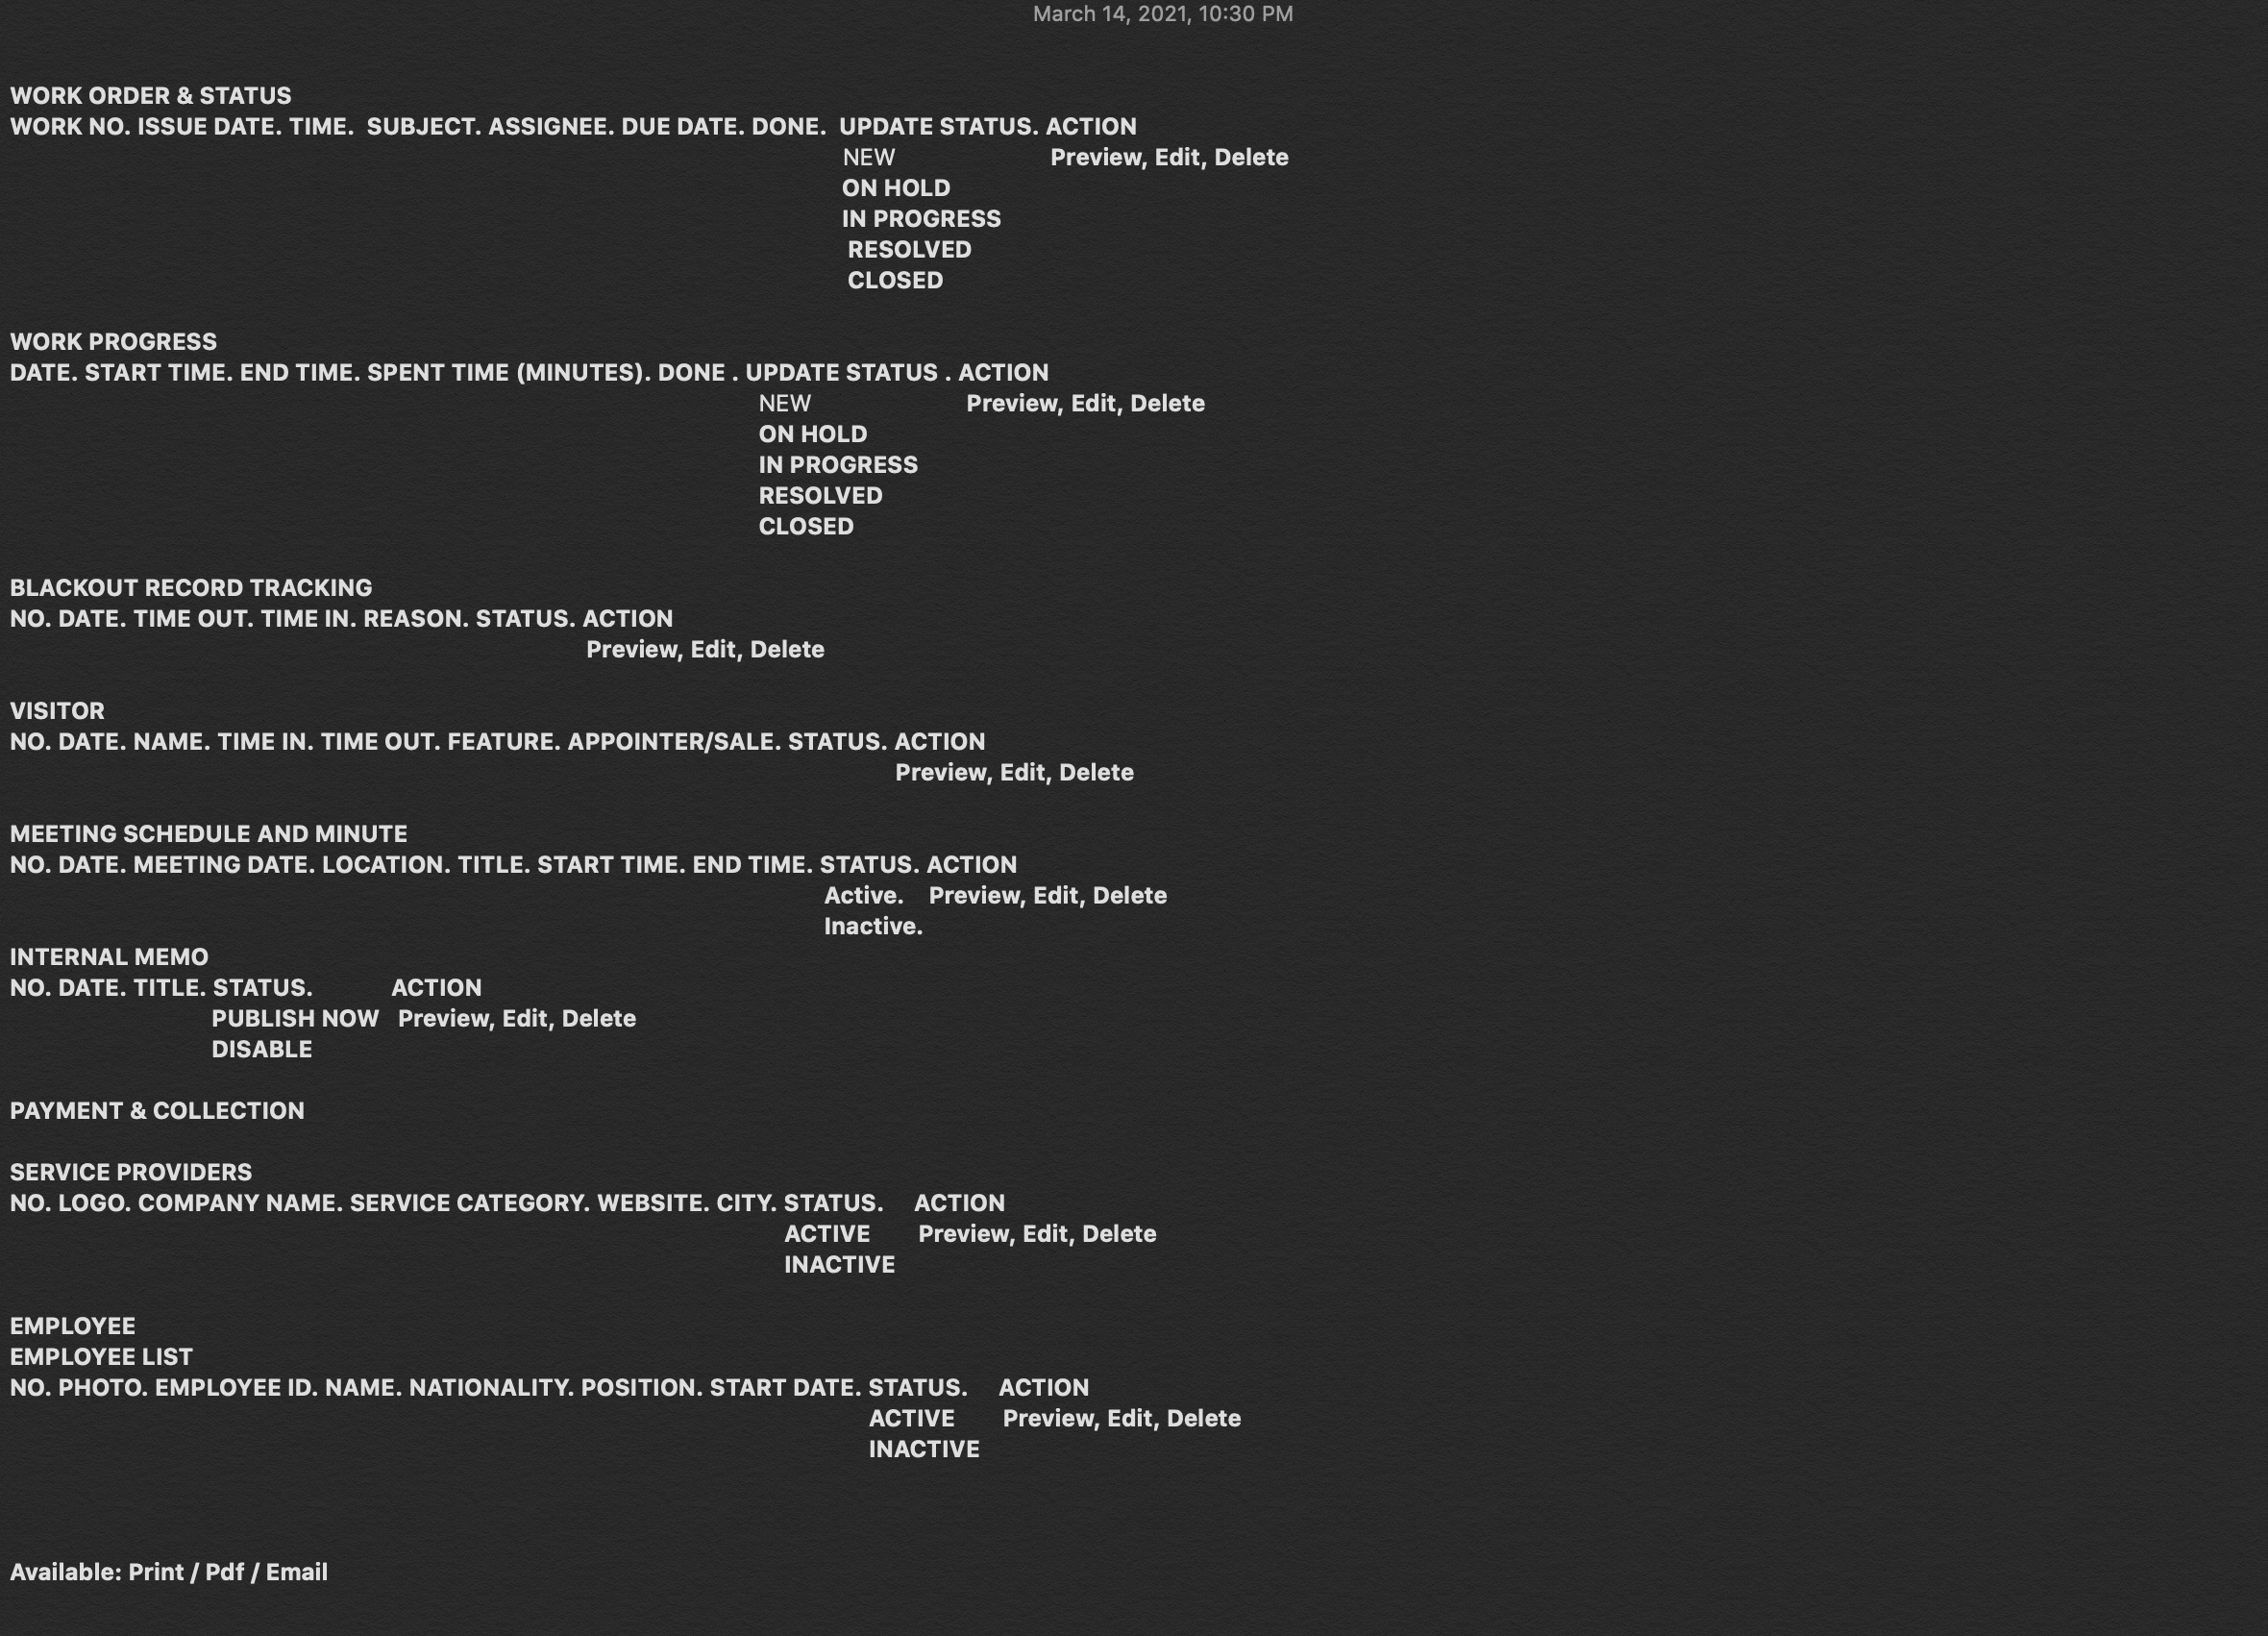 March 14, 2021, 10:30 PM
WORK ORDER & STATUS
WORK NO. ISSUE DATE. TIME.  SUBJECT. ASSIGNEE. DUE DATE. DONE.  UPDATE STATUS. ACTION
NEW Preview, Edit, Delete
ON HOLD
IN PROGRESS
RESOLVED
CLOSED
WORK PROGRESS
DATE. START TIME. END TIME. SPENT TIME (MINUTES). DONE . UPDATE STATUS . ACTION
NEW Preview, Edit, Delete
ON HOLD
IN PROGRESS
RESOLVED
CLOSED
BLACKOUT RECORD TRACKING
NO. DATE. TIME OUT. TIME IN. REASON. STATUS. ACTION
Preview, Edit, Delete
VISITOR
NO. DATE. NAME. TIME IN. TIME OUT. FEATURE. APPOINTER/SALE. STATUS. ACTION
Preview, Edit, Delete
MEETING SCHEDULE AND MINUTE
NO. DATE. MEETING DATE. LOCATION. TITLE. START TIME. END TIME. STATUS. ACTION
Active. Preview, Edit, Delete
Inactive.
INTERNAL MEMO
NO. DATE. TITLE. STATUS. ACTION
PUBLISH NOW Preview, Edit, Delete
DISABLE
PAYMENT & COLLECTION
SERVICE PROVIDERS
NO. LOGO. COMPANY NAME. SERVICE CATEGORY. WEBSITE. CITY. STATUS. ACTION
ACTIVE Preview, Edit, Delete
INACTIVE
EMPLOYEE
EMPLOYEE LIST
NO. PHOTO. EMPLOYEE ID. NAME. NATIONALITY. POSITION. START DATE. STATUS. ACTION
ACTIVE Preview, Edit, Delete
INACTIVE
Available: Print / Pdf / Email